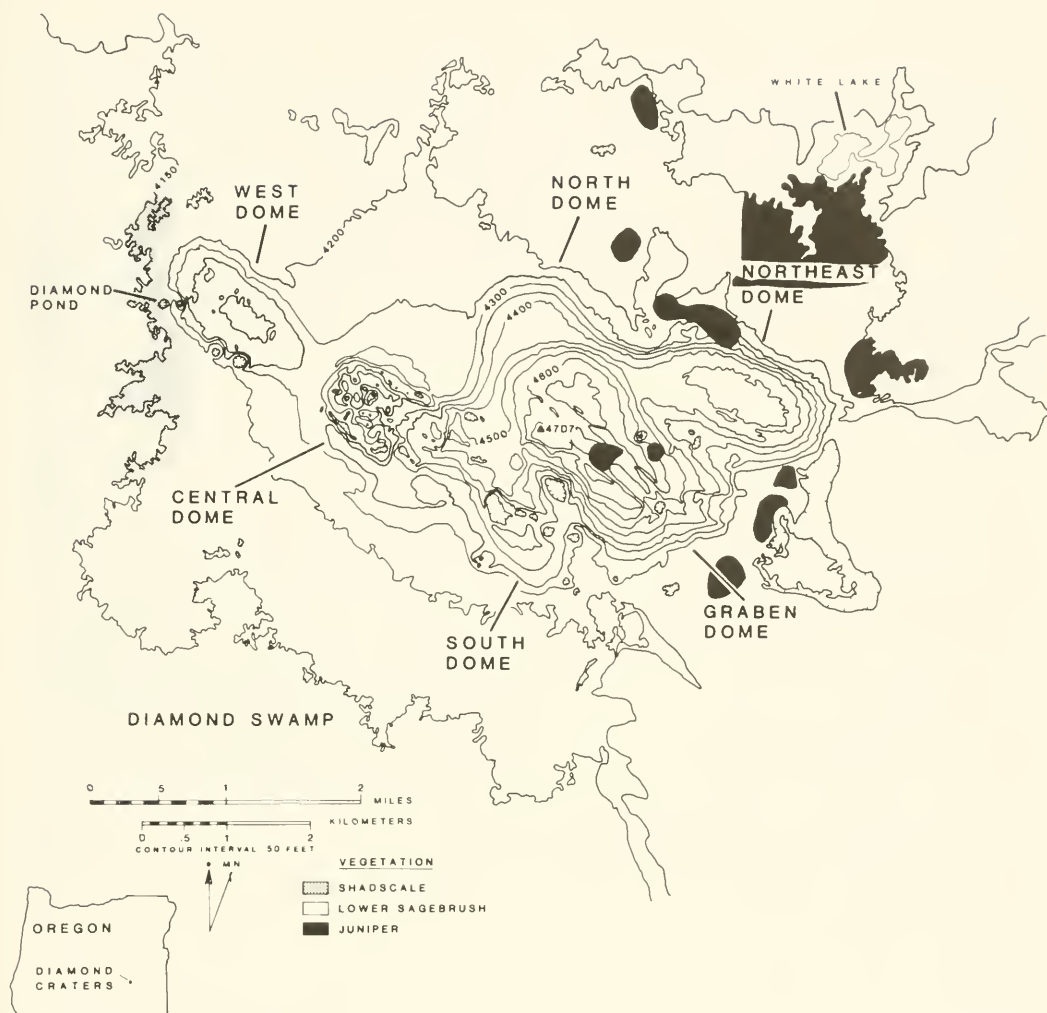 WHITE LAKE
4150
WEST
DOME
NORTH
DOME
4200
NORTHEAST
DOME
DIAMOND
POND
4300
4400
4600
4500
4707
CENTRAL
DOME
GRABEN
DOME
SOUTH
DOME
DIAMOND SWAMP
0 5 1 2
MILES
KILOMETERS
0 .5 1 2
CONTOUR INTERVAL 50 FEET
MN
VEGETATION
SHADSCALE
LOWER SAGEBRUSH
JUNIPER
OREGON
DIAMOND
CRATERS